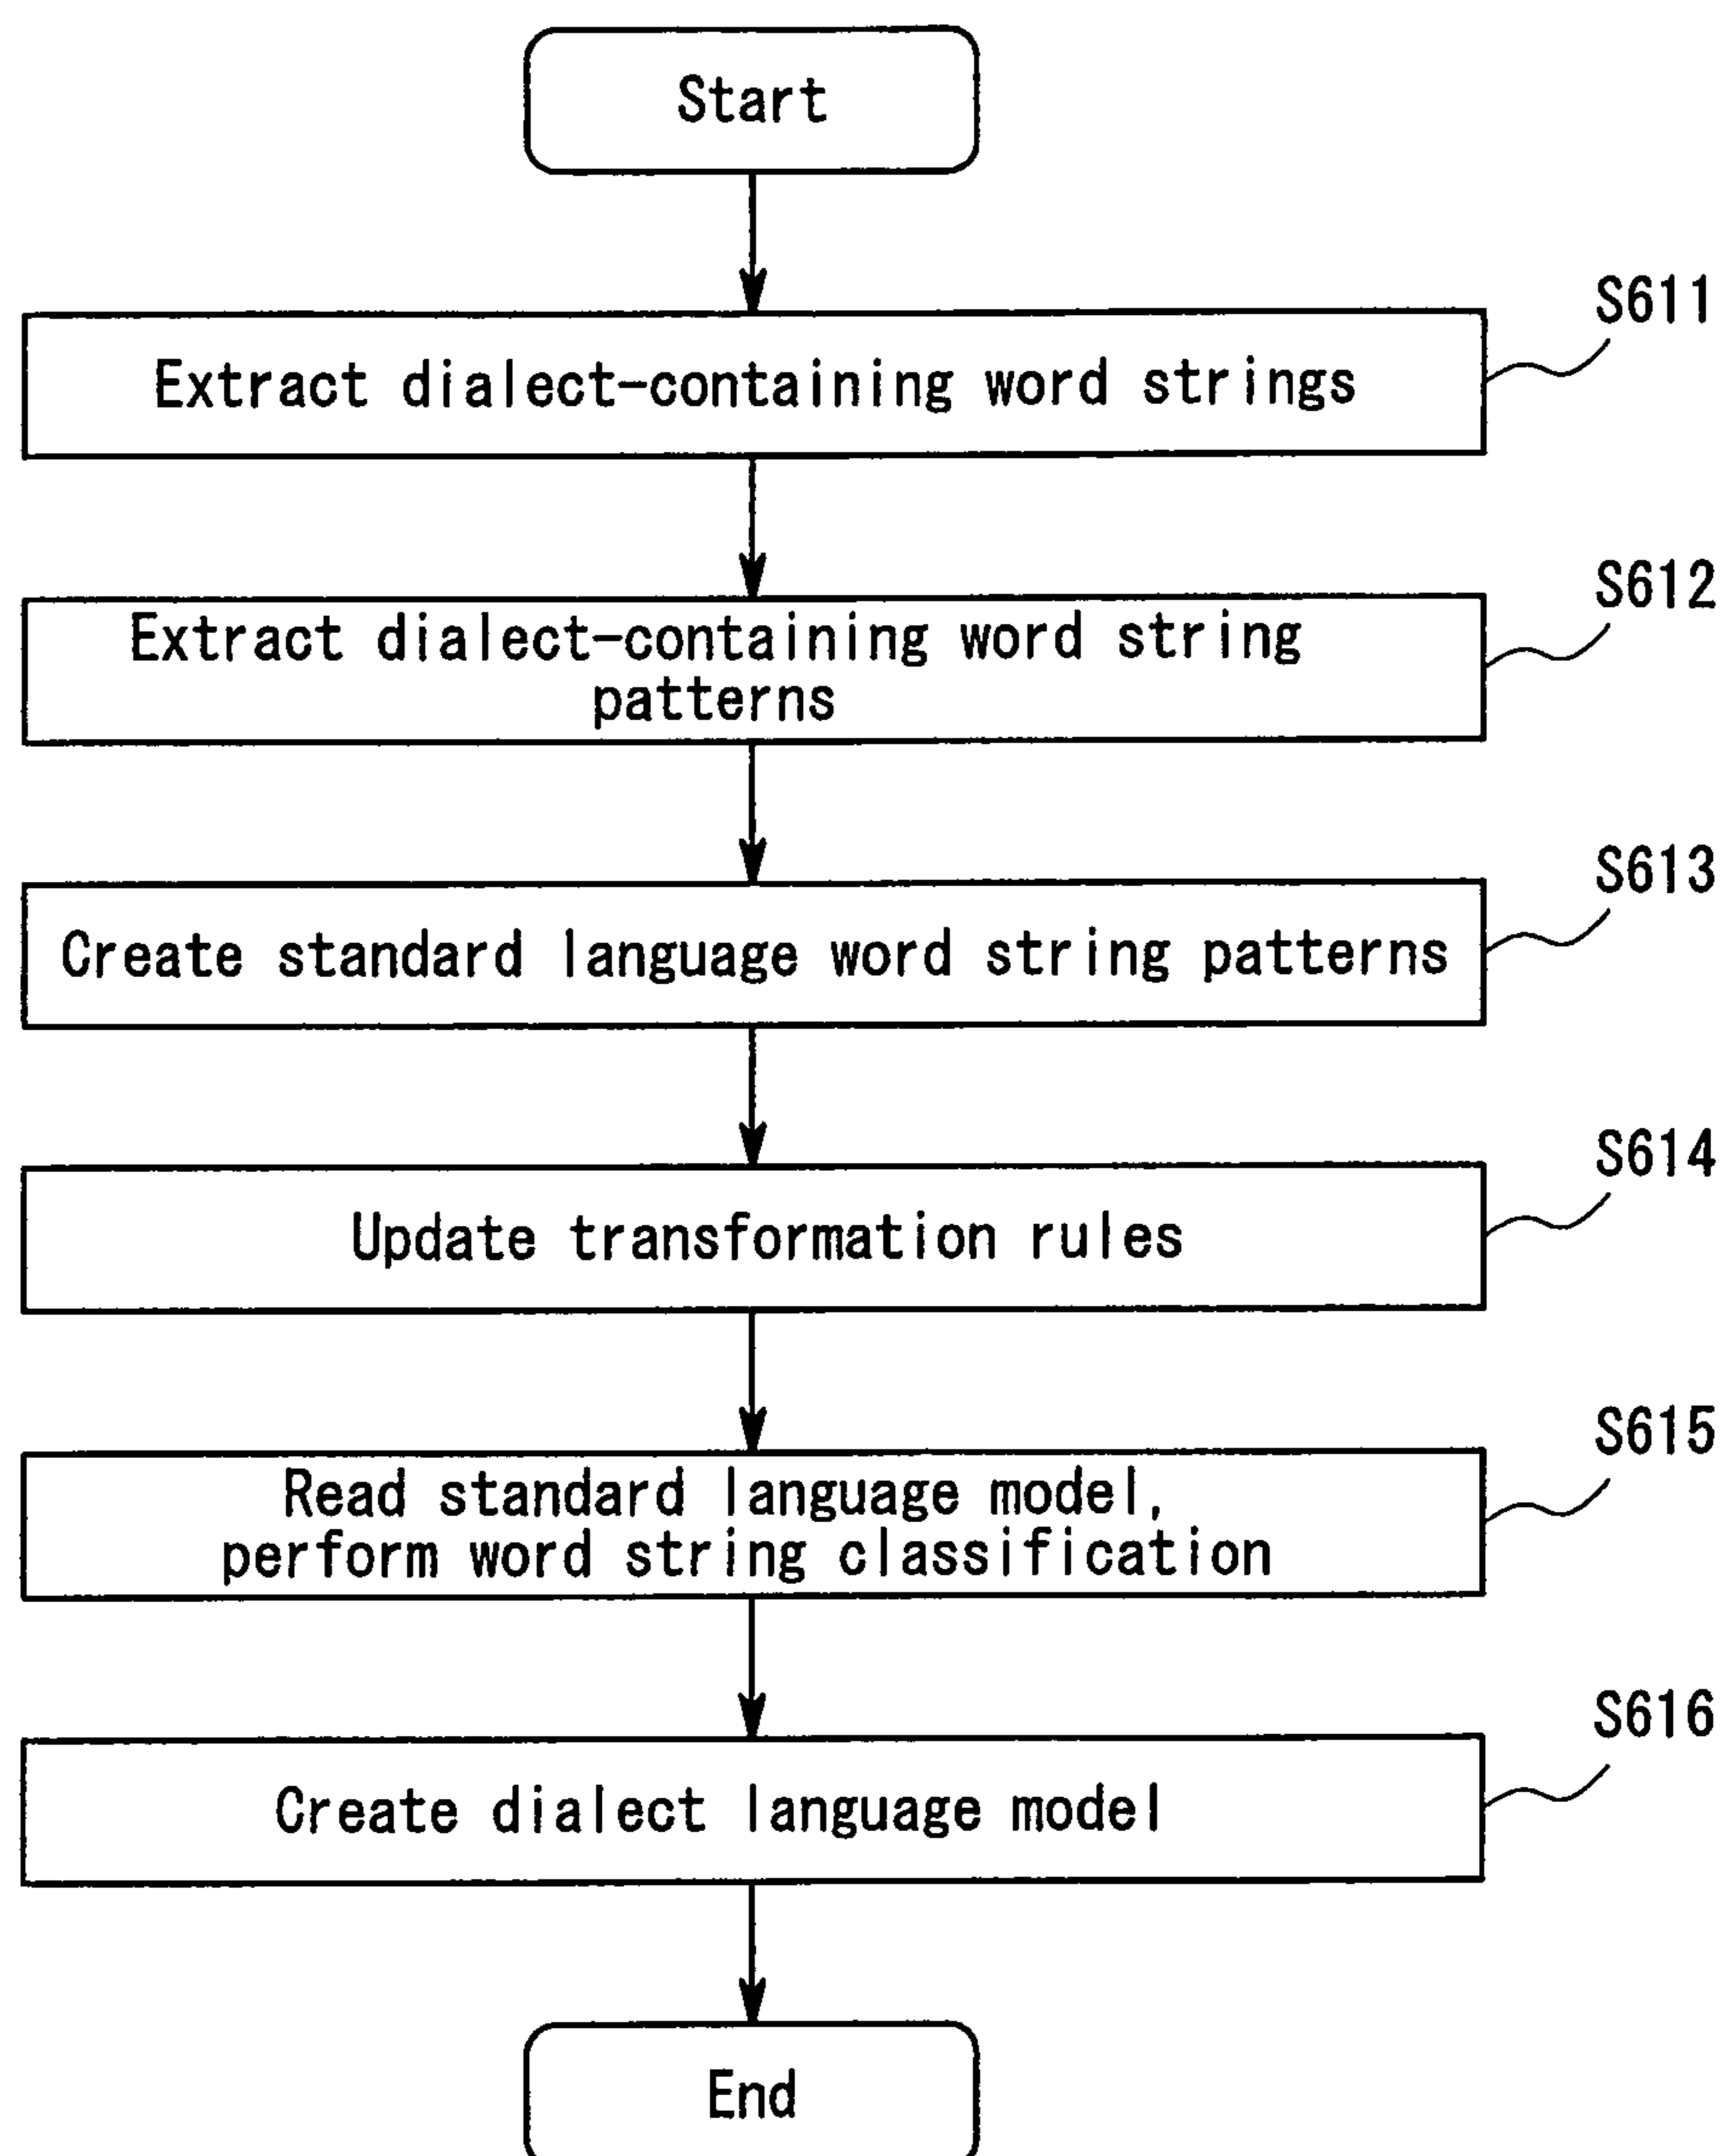 Start
S611
Extract dialect-containing word strings
S612
Extract dialect-containing word string
patterns
S613
Create standard language word string patterns
S614
Update transformation rules
S615
Read standard language model,
perform word string classification
S616
Create dialect language model
End